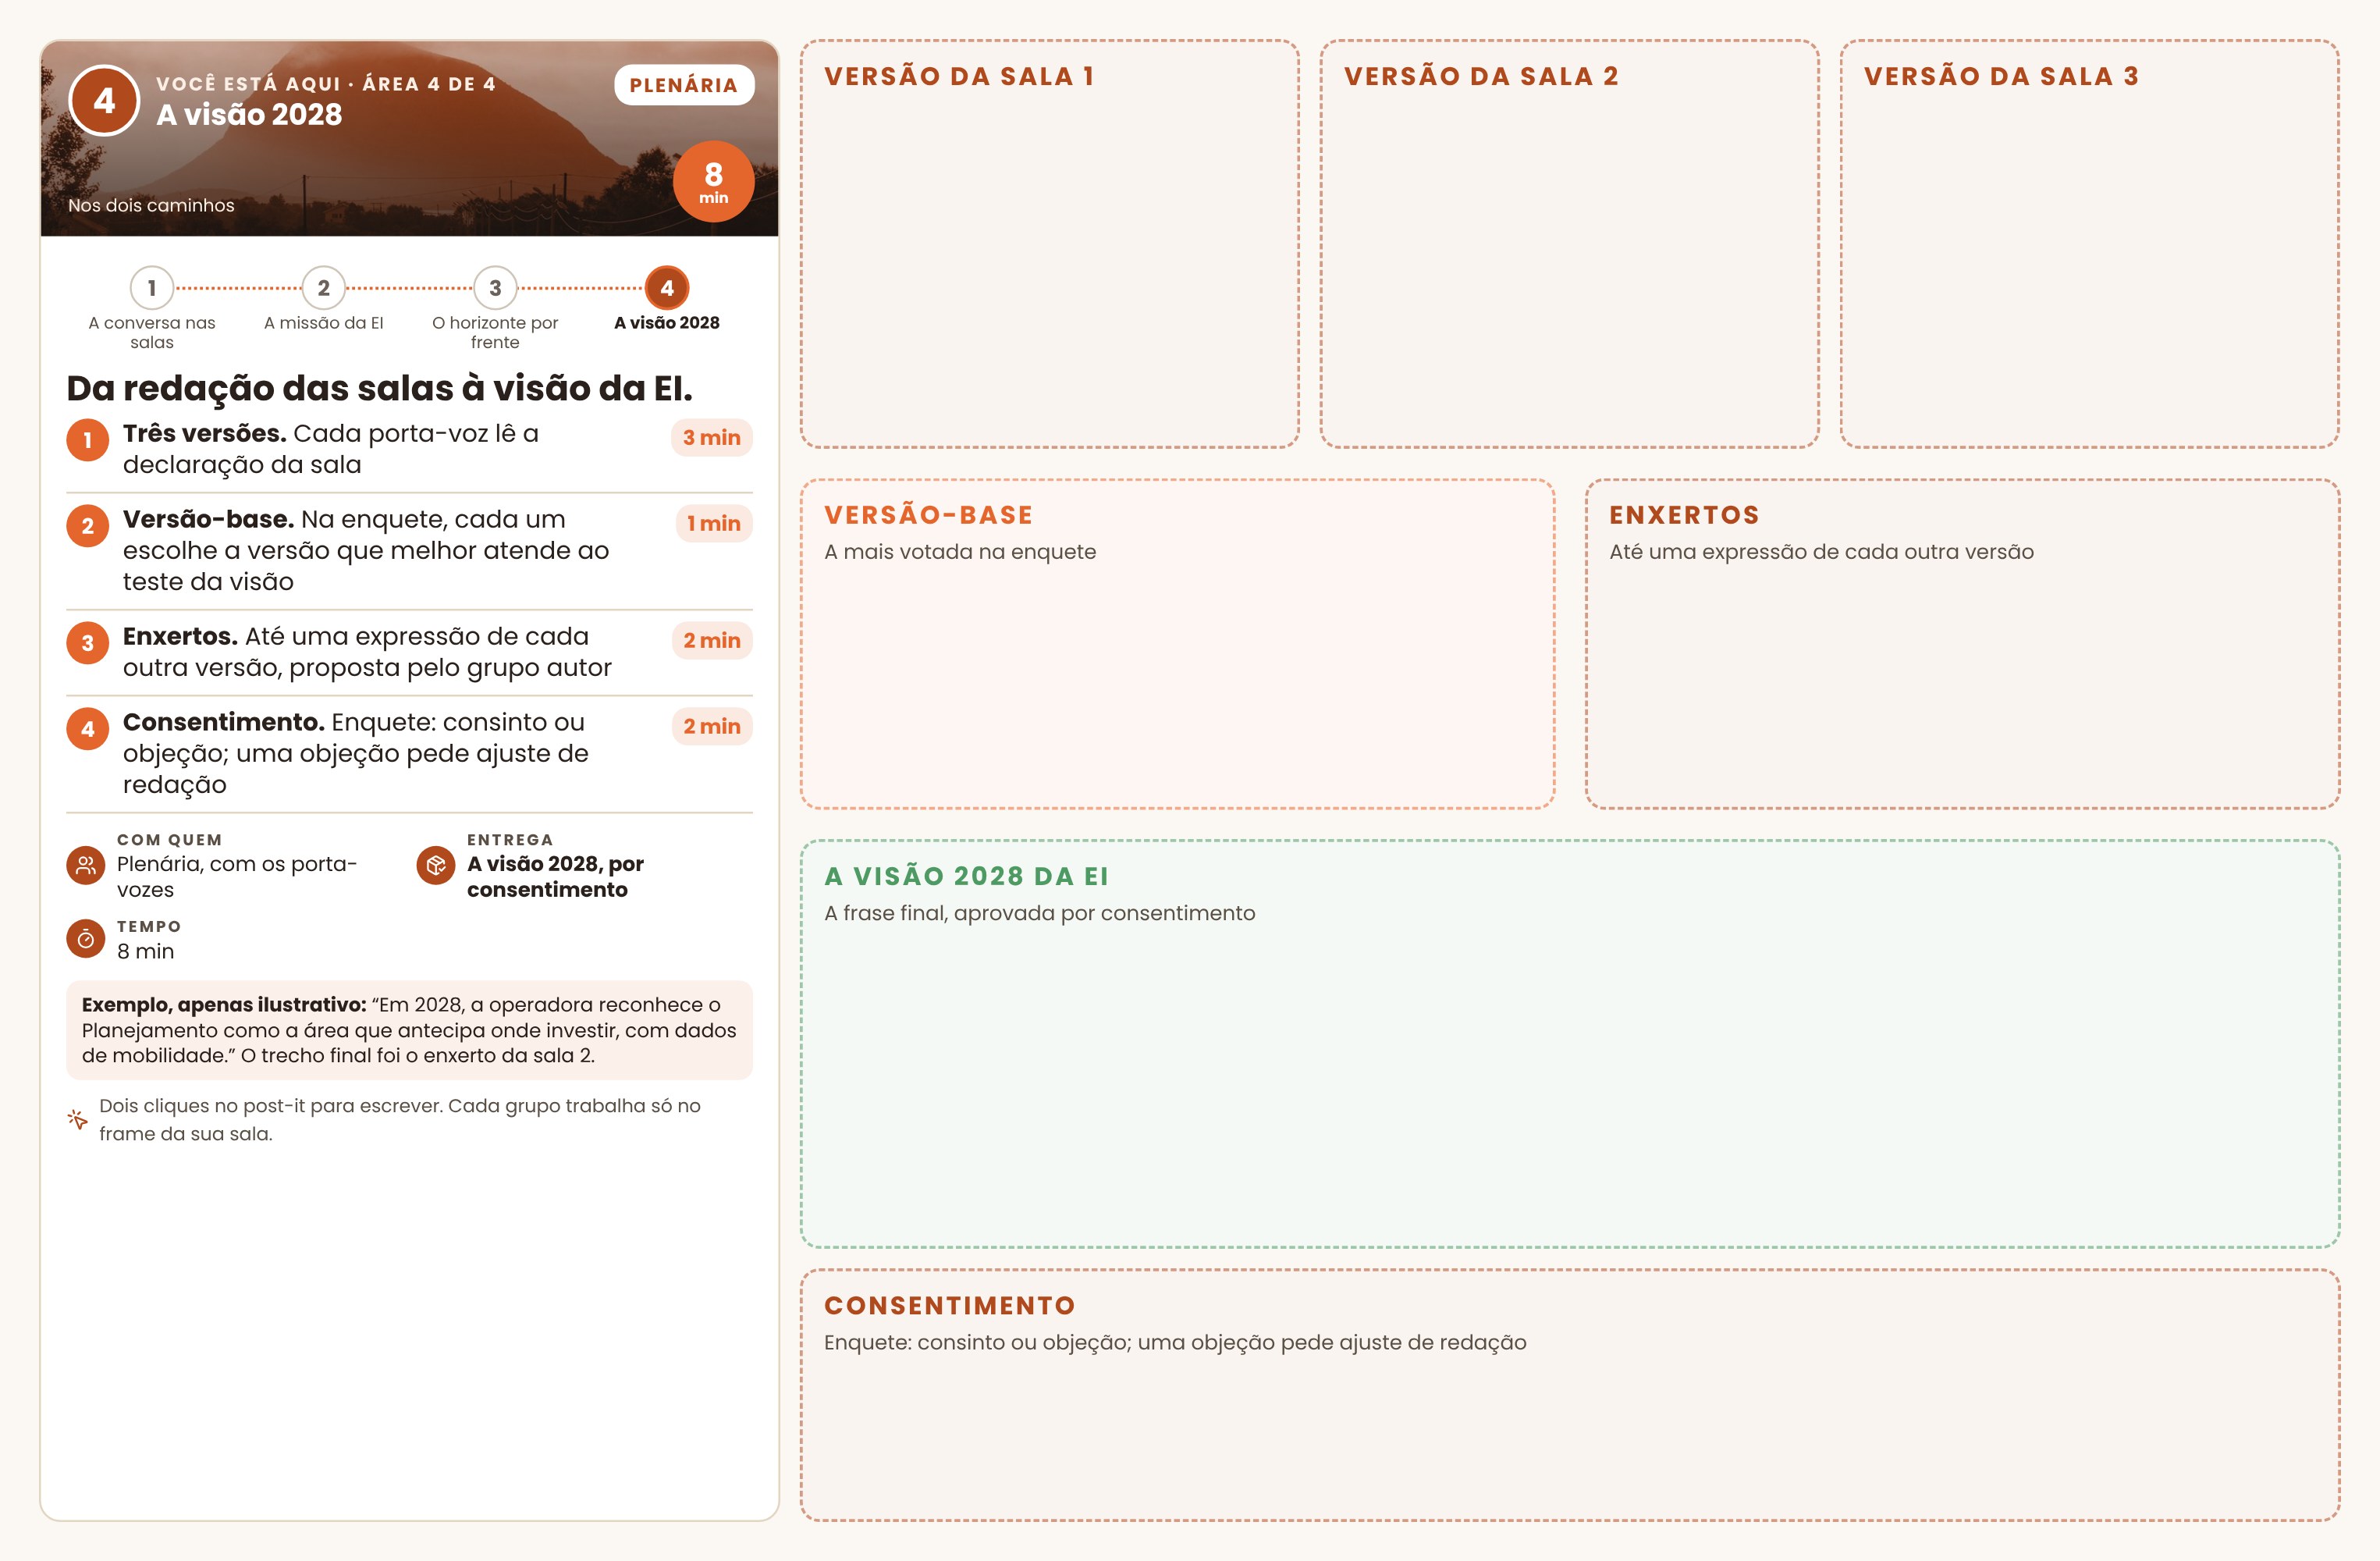 4
VOCÊ ESTÁ AQUI · ÁREA 4 DE 4
A visão 2028
PLENÁRIA
8
min
Nos dois caminhos
1
2
3
4
A conversa nas
salas
A missão da EI
O horizonte por
frente
A visão 2028
Da redação das salas à visão da EI.
1
Três versões. Cada porta-voz lê a
declaração da sala
3 min
2
Versão-base. Na enquete, cada um
escolhe a versão que melhor atende ao
teste da visão
1 min
3
Enxertos. Até uma expressão de cada
outra versão, proposta pelo grupo autor
2 min
4
Consentimento. Enquete: consinto ou
objeção; uma objeção pede ajuste de
redação
2 min
COM QUEM
Plenária, com os porta-
vozes
ENTREGA
A visão 2028, por
consentimento
TEMPO
8 min
Exemplo, apenas ilustrativo: “Em 2028, a operadora reconhece o
Planejamento como a área que antecipa onde investir, com dados
de mobilidade.” O trecho final foi o enxerto da sala 2.
Dois cliques no post-it para escrever. Cada grupo trabalha só no
frame da sua sala.
VERSÃO DA SALA 1
VERSÃO DA SALA 2
VERSÃO DA SALA 3
VERSÃO-BASE
A mais votada na enquete
ENXERTOS
Até uma expressão de cada outra versão
A VISÃO 2028 DA EI
A frase final, aprovada por consentimento
CONSENTIMENTO
Enquete: consinto ou objeção; uma objeção pede ajuste de redação